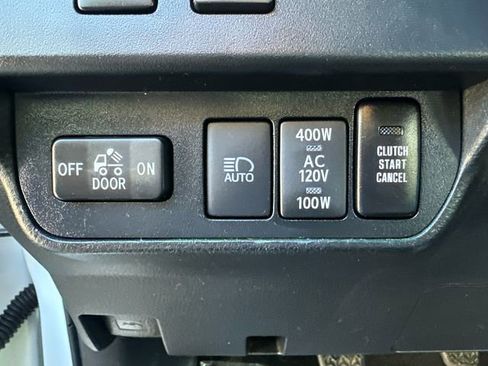 OFF DOOR ON
AUTO
400W
AC
120V
100W
CLUTCH
START
CANCEL